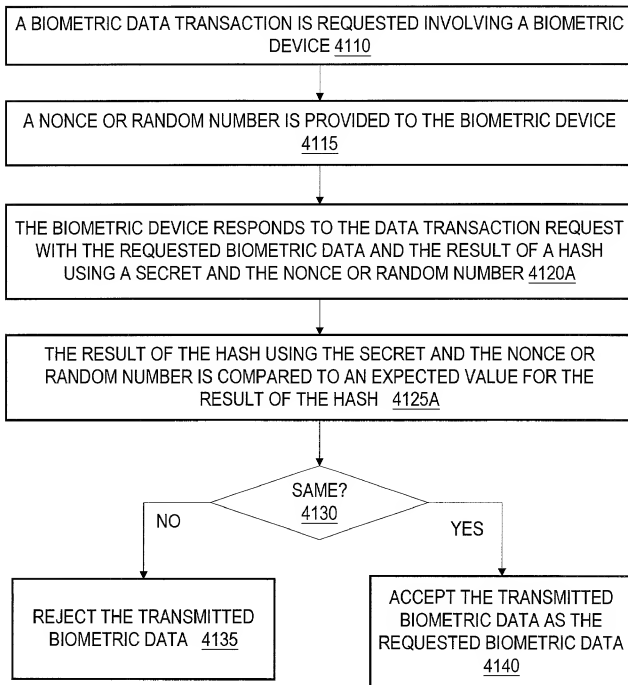 A BIOMETRIC DATA TRANSACTION IS REQUESTED INVOLVING A BIOMETRIC
DEVICE 4110
A NONCE OR RANDOM NUMBER IS PROVIDED TO THE BIOMETRIC DEVICE
4115
THE BIOMETRIC DEVICE RESPONDS TO THE DATA TRANSACTION REQUEST
WITH THE REQUESTED BIOMETRIC DATA AND THE RESULT OF A HASH
USING A SECRET AND THE NONCE OR RANDOM NUMBER 4120A
THE RESULT OF THE HASH USING THE SECRET AND THE NONCE OR
RANDOM NUMBER IS COMPARED TO AN EXPECTED VALUE FOR THE
RESULT OF THE HASH 4125A
SAME?
4130
NO
YES
REJECT THE TRANSMITTED
BIOMETRIC DATA 4135
ACCEPT THE TRANSMITTED
BIOMETRIC DATA AS THE
REQUESTED BIOMETRIC DATA
4140